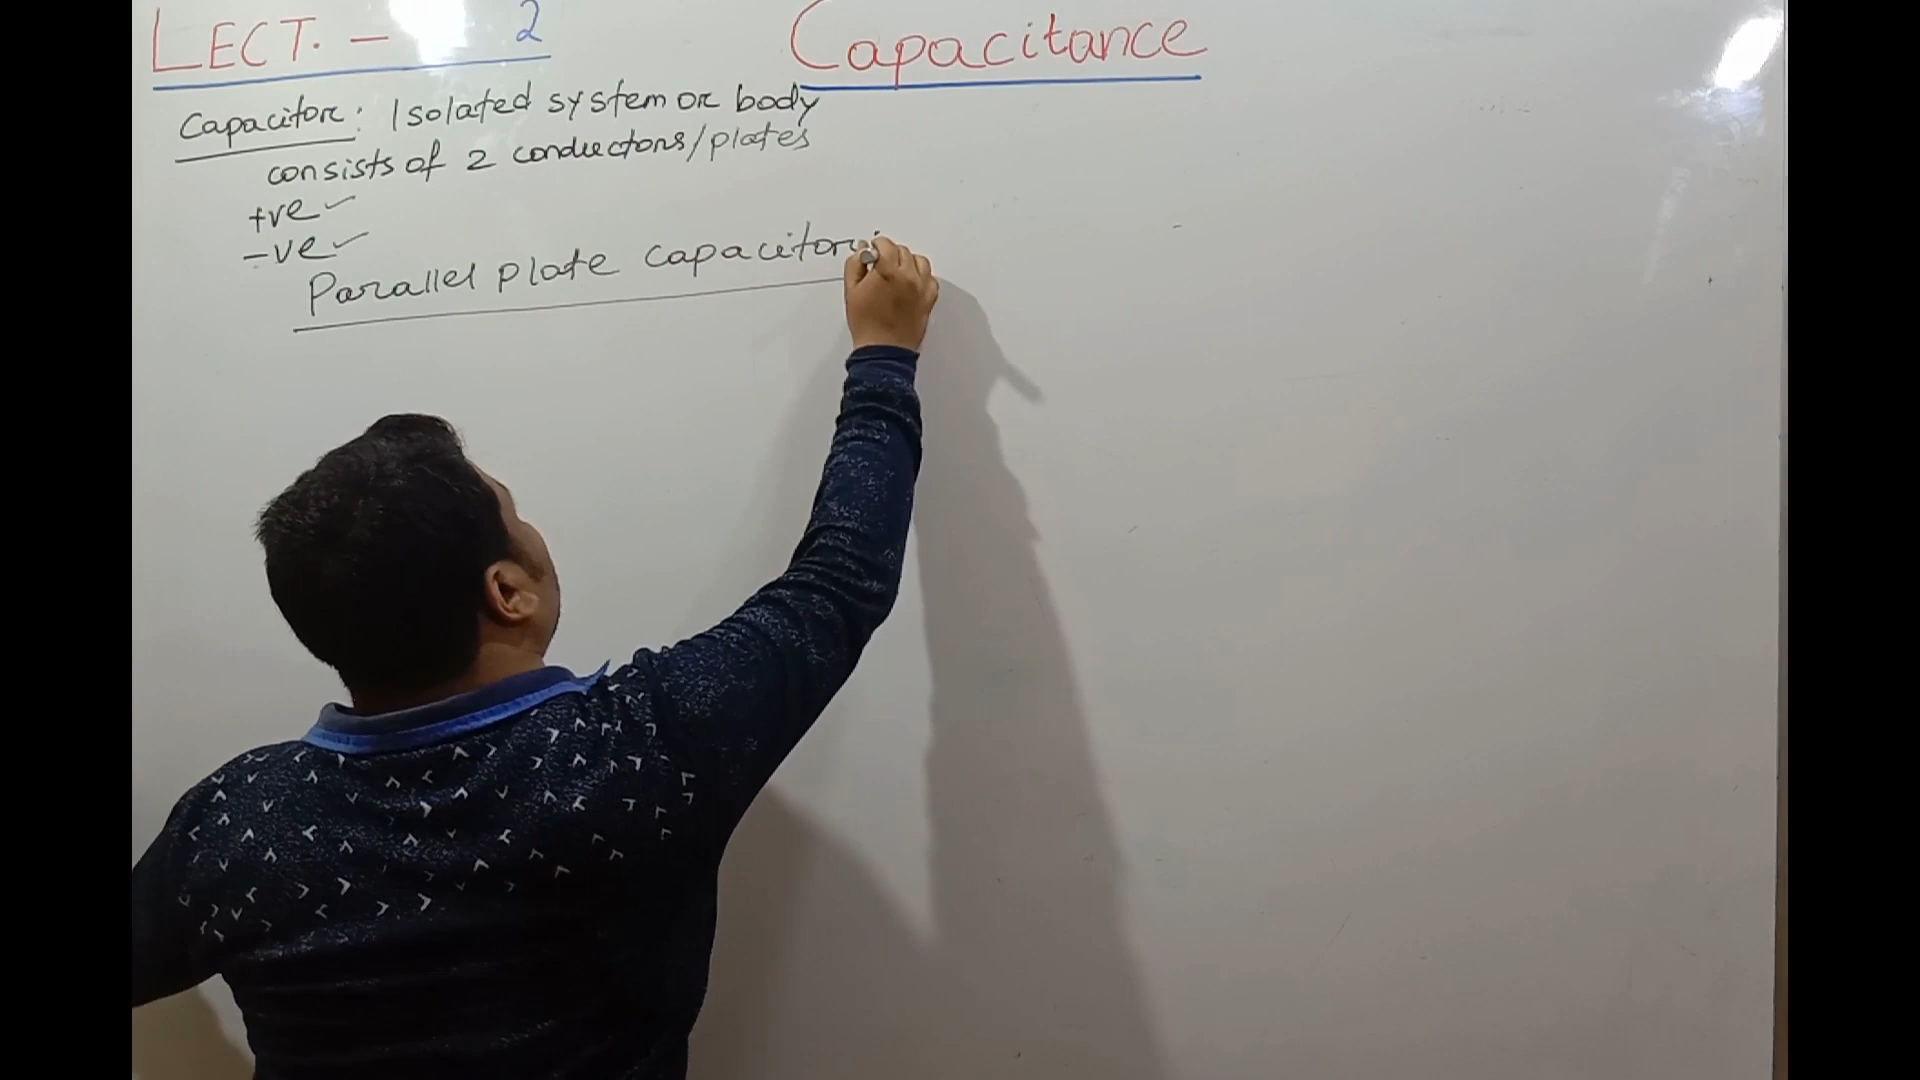 LECT. - 2
Capacitance
Capacitor: Isolated system or body
consists of 2 conductors/plates
+ve ✓
-ve ✓
Parallel plate capacitor: